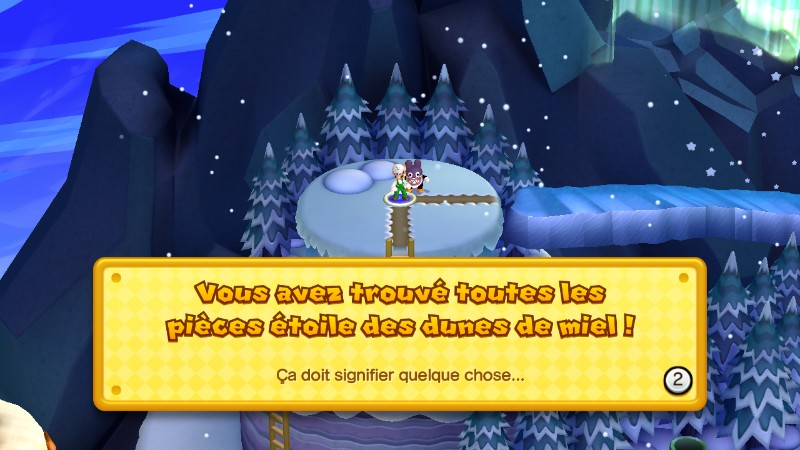 Vous avez trouvé toutes les
pièces étoile des dunes de miel !
Ça doit signifier quelque chose...
2